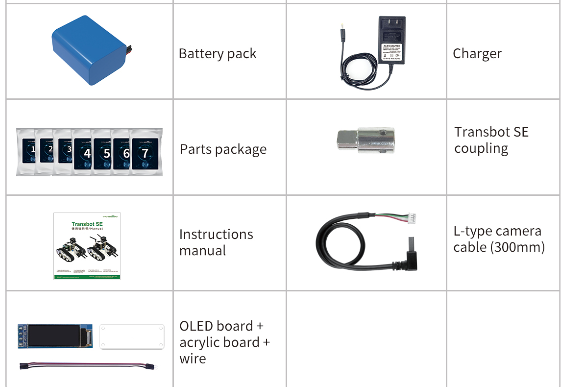 Battery pack
Charger
1 2 3 4 5 6 7
Parts package
Transbot SE
coupling
Transbot SE
Instructions
manual
L-type camera
cable (300mm)
OLED board +
acrylic board +
wire